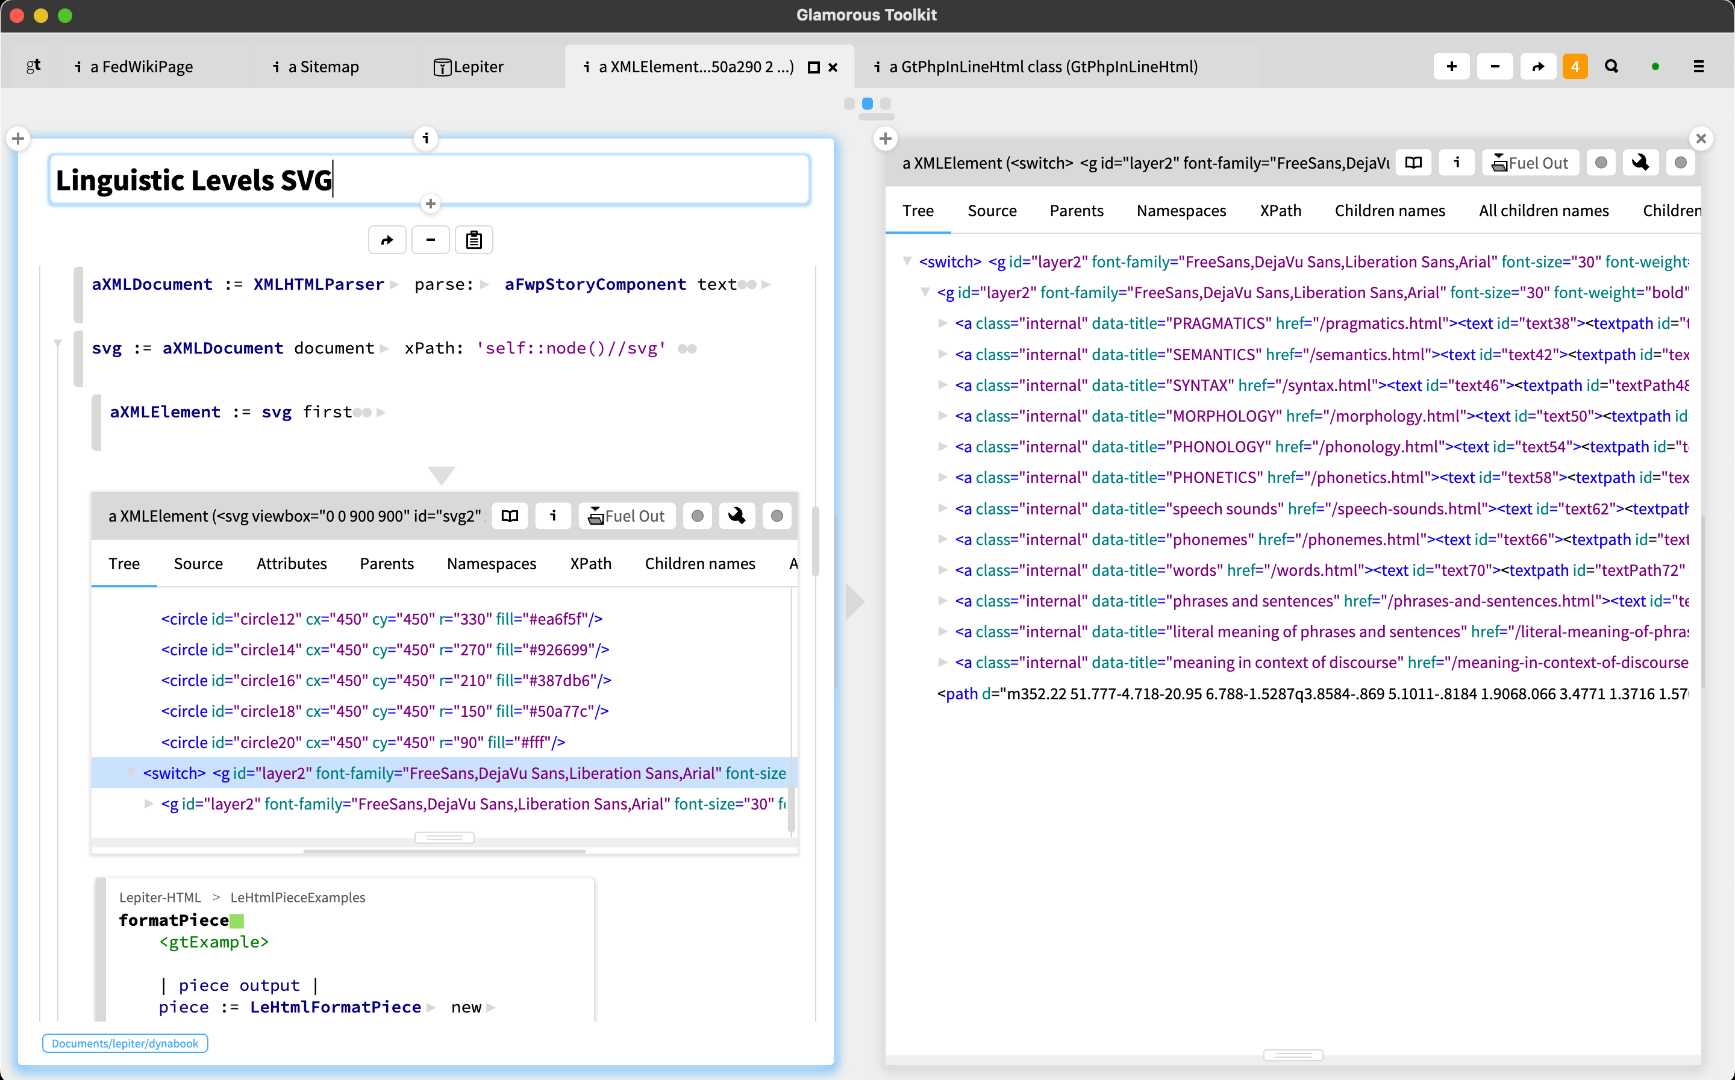 Glamorous Toolkit
gt
i a FedWikiPage
i a Sitemap
Lepiter
i a XMLElement...50a290 2 ...)
i a GtPhpInLineHtml class (GtPhpInLineHtml)
4
Linguistic Levels SVG
aXMLDocument := XMLHTMLParser parse: aFwpStoryComponent text
svg := aXMLDocument document xPath: 'self::node()//svg'
aXMLElement := svg first
a XMLElement (<svg viewbox="0 0 900 900" id="svg2"
i
Fuel Out
Tree Source Attributes Parents Namespaces XPath Children names A
<circle id="circle12" cx="450" cy="450" r="330" fill="#ea6f5f"/>
<circle id="circle14" cx="450" cy="450" r="270" fill="#926699"/>
<circle id="circle16" cx="450" cy="450" r="210" fill="#387db6"/>
<circle id="circle18" cx="450" cy="450" r="150" fill="#50a77c"/>
<circle id="circle20" cx="450" cy="450" r="90" fill="#fff"/>
<switch> <g id="layer2" font-family="FreeSans,DejaVu Sans,Liberation Sans,Arial" font-size
<g id="layer2" font-family="FreeSans,DejaVu Sans,Liberation Sans,Arial" font-size="30" f
Lepiter-HTML > LeHtmlPieceExamples
formatPiece
<gtExample>
| piece output |
piece := LeHtmlFormatPiece new
Documents/lepiter/dynabook
a XMLElement (<switch> <g id="layer2" font-family="FreeSans,DejaVu
i
Fuel Out
Tree Source Parents Namespaces XPath Children names All children names Children
<switch> <g id="layer2" font-family="FreeSans,DejaVu Sans,Liberation Sans,Arial" font-size="30" font-weight=
<g id="layer2" font-family="FreeSans,DejaVu Sans,Liberation Sans,Arial" font-size="30" font-weight="bold"
<a class="internal" data-title="PRAGMATICS" href="/pragmatics.html"><text id="text38"><textpath id="t
<a class="internal" data-title="SEMANTICS" href="/semantics.html"><text id="text42"><textpath id="tex
<a class="internal" data-title="SYNTAX" href="/syntax.html"><text id="text46"><textpath id="textPath48
<a class="internal" data-title="MORPHOLOGY" href="/morphology.html"><text id="text50"><textpath id
<a class="internal" data-title="PHONOLOGY" href="/phonology.html"><text id="text54"><textpath id="t
<a class="internal" data-title="PHONETICS" href="/phonetics.html"><text id="text58"><textpath id="tex
<a class="internal" data-title="speech sounds" href="/speech-sounds.html"><text id="text62"><textpath
<a class="internal" data-title="phonemes" href="/phonemes.html"><text id="text66"><textpath id="text
<a class="internal" data-title="words" href="/words.html"><text id="text70"><textpath id="textPath72"
<a class="internal" data-title="phrases and sentences" href="/phrases-and-sentences.html"><text id="te
<a class="internal" data-title="literal meaning of phrases and sentences" href="/literal-meaning-of-phras
<a class="internal" data-title="meaning in context of discourse" href="/meaning-in-context-of-discourse
<path d="m352.22 51.777-4.718-20.95 6.788-1.5287q3.8584-.869 5.1011-.8184 1.9068.066 3.4771 1.3716 1.57